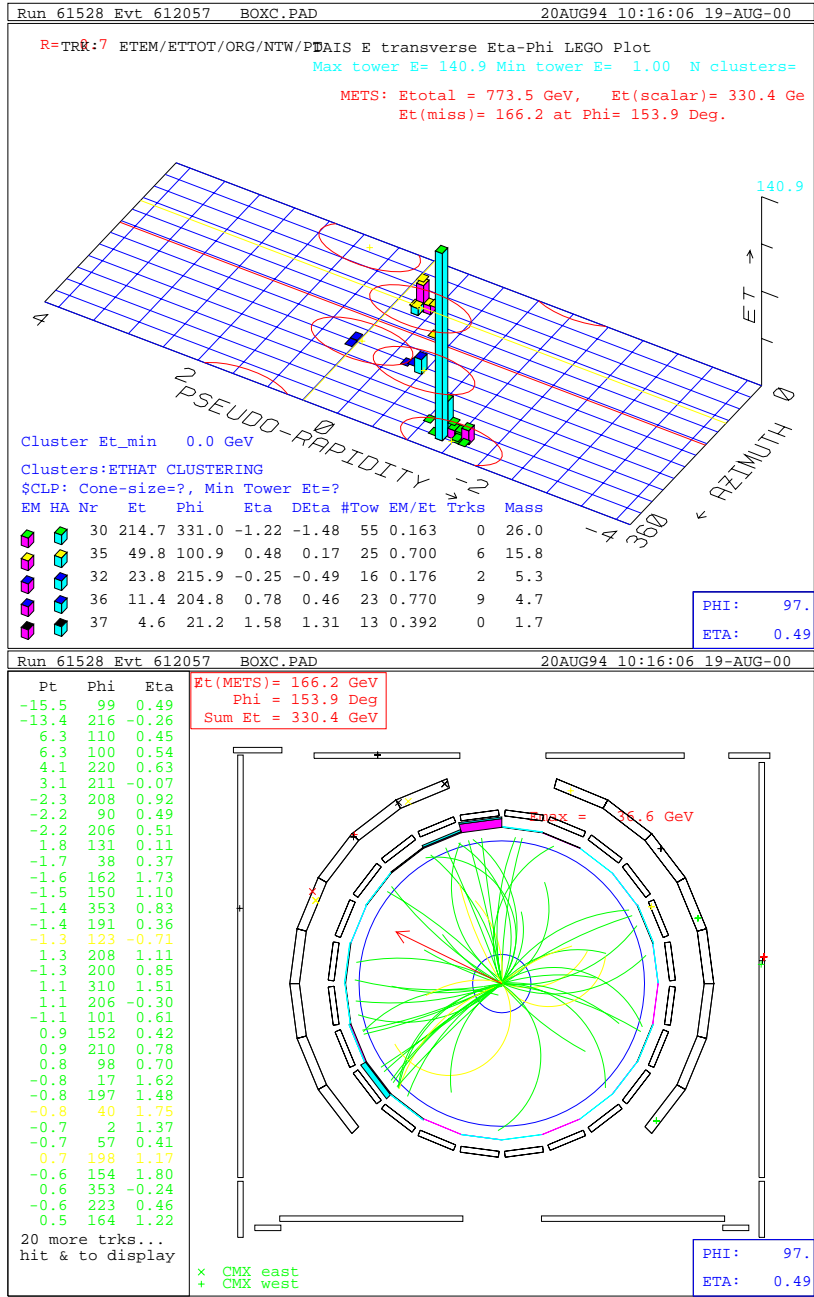 Run 61528 Evt 612057 BOXC.PAD 20AUG94 10:16:06 19-AUG-00
ETEM/ETTOT/ORG/NTW/PT
DAIS E transverse Eta-Phi LEGO Plot
Max tower E= 140.9 Min tower E= 1.00 N clusters=
METS: Etotal = 773.5 GeV, Et(scalar)= 330.4 Ge
Et(miss)= 166.2 at Phi= 153.9 Deg.
140.9
ET →
4
2
0
-2
-4
PSEUDO-RAPIDITY →
0
← AZIMUTH
360
Cluster Et_min 0.0 GeV
Clusters:ETHAT CLUSTERING
$CLP: Cone-size=?, Min Tower Et=?
EM HA Nr Et Phi Eta DEta #Tow EM/Et Trks Mass
30 214.7 331.0 -1.22 -1.48 55 0.163 0 26.0
35 49.8 100.9 0.48 0.17 25 0.700 6 15.8
32 23.8 215.9 -0.25 -0.49 16 0.176 2 5.3
36 11.4 204.8 0.78 0.46 23 0.770 9 4.7
37 4.6 21.2 1.58 1.31 13 0.392 0 1.7
PHI: 97.
ETA: 0.49
Run 61528 Evt 612057 BOXC.PAD 20AUG94 10:16:06 19-AUG-00
Pt Phi Eta
-15.5 99 0.49
-13.4 216 -0.26
6.3 110 0.45
6.3 100 0.54
4.1 220 0.63
3.1 211 -0.07
-2.3 208 0.92
-2.2 90 0.49
-2.2 206 0.51
1.8 131 0.11
-1.7 38 0.37
-1.6 162 1.73
-1.5 150 1.10
-1.4 353 0.83
-1.4 191 0.36
-1.3 123 -0.71
1.3 208 1.11
-1.3 200 0.85
1.1 310 1.51
1.1 206 -0.30
-1.1 101 0.61
0.9 152 0.42
0.9 210 0.78
0.8 98 0.70
-0.8 17 1.62
-0.8 197 1.48
-0.8 40 1.75
-0.7 2 1.37
-0.7 57 0.41
0.7 198 1.17
-0.6 154 1.80
0.6 353 -0.24
-0.6 223 0.46
0.5 164 1.22
20 more trks...
hit & to display
Et(METS)= 166.2 GeV
Phi = 153.9 Deg
Sum Et = 330.4 GeV
Emax = 36.6 GeV
× CMX east
+ CMX west
PHI: 97.
ETA: 0.49